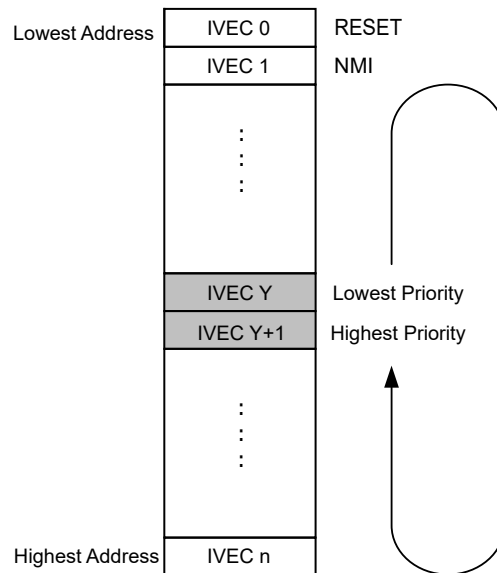 Lowest Address IVEC 0 RESET
IVEC 1 NMI
IVEC Y Lowest Priority
IVEC Y+1 Highest Priority
Highest Address IVEC n